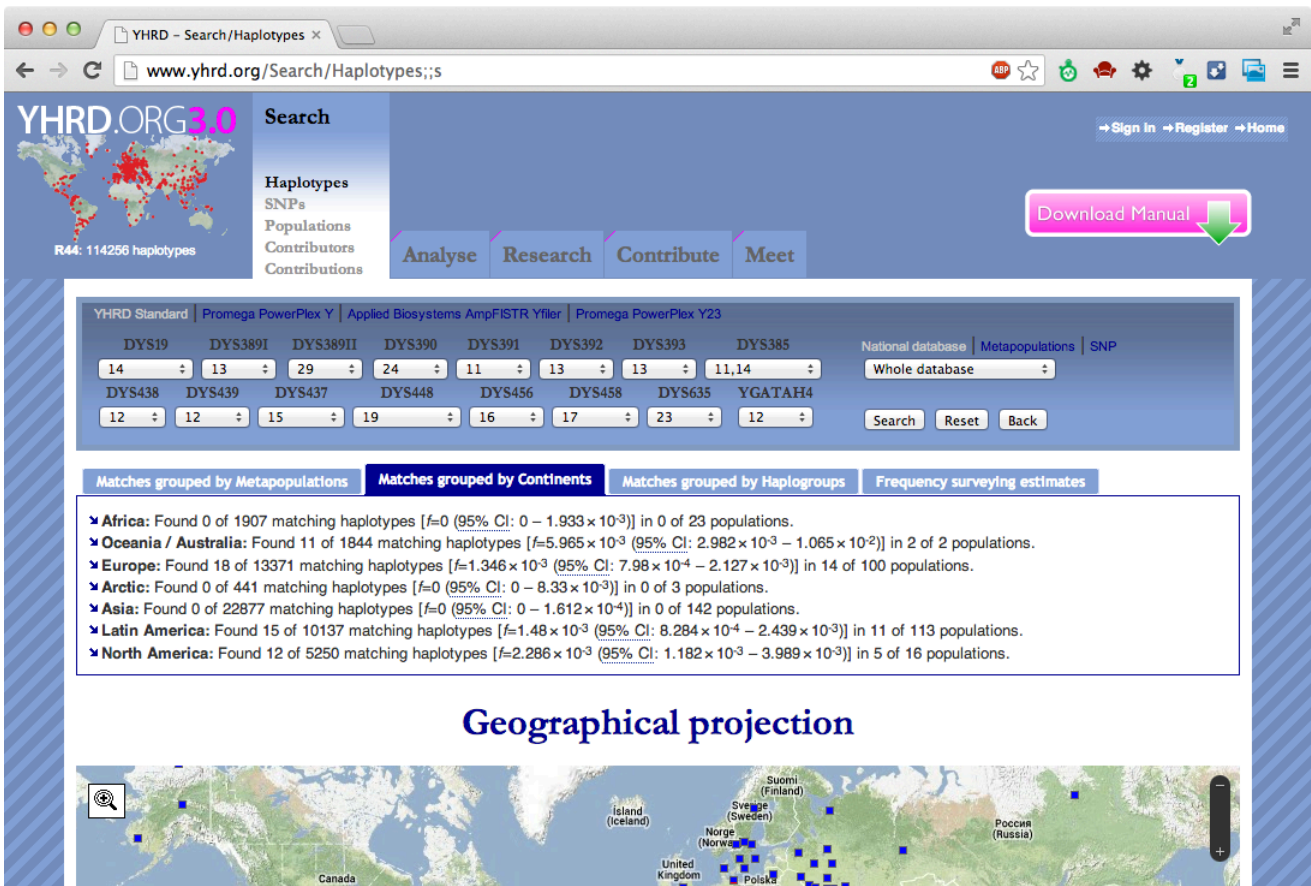 YHRD – Search/Haplotypes ×
www.yhrd.org/Search/Haplotypes;;s
ABP
2
YHRD.ORG3.0
R44: 114256 haplotypes
Search
Haplotypes
SNPs
Populations
Contributors
Contributions
Analyse Research Contribute Meet
➔Sign in ➔Register ➔Home
Download Manual
YHRD Standard | Promega PowerPlex Y | Applied Biosystems AmpFlSTR Yfiler | Promega PowerPlex Y23
DYS19 DYS389I DYS389II DYS390 DYS391 DYS392 DYS393 DYS385
14 13 29 24 11 13 13 11,14
DYS438 DYS439 DYS437 DYS448 DYS456 DYS458 DYS635 YGATAH4
12 12 15 19 16 17 23 12
National database | Metapopulations | SNP
Whole database
Search Reset Back
Matches grouped by Metapopulations Matches grouped by Continents Matches grouped by Haplogroups Frequency surveying estimates
Africa: Found 0 of 1907 matching haplotypes [f=0 (95% CI: 0 – 1.933 × 10-3)] in 0 of 23 populations.
Oceania / Australia: Found 11 of 1844 matching haplotypes [f=5.965 × 10-3 (95% CI: 2.982 × 10-3 – 1.065 × 10-2)] in 2 of 2 populations.
Europe: Found 18 of 13371 matching haplotypes [f=1.346 × 10-3 (95% CI: 7.98 × 10-4 – 2.127 × 10-3)] in 14 of 100 populations.
Arctic: Found 0 of 441 matching haplotypes [f=0 (95% CI: 0 – 8.33 × 10-3)] in 0 of 3 populations.
Asia: Found 0 of 22877 matching haplotypes [f=0 (95% CI: 0 – 1.612 × 10-4)] in 0 of 142 populations.
Latin America: Found 15 of 10137 matching haplotypes [f=1.48 × 10-3 (95% CI: 8.284 × 10-4 – 2.439 × 10-3)] in 11 of 113 populations.
North America: Found 12 of 5250 matching haplotypes [f=2.286 × 10-3 (95% CI: 1.182 × 10-3 – 3.989 × 10-3)] in 5 of 16 populations.
Geographical projection
Suomi
(Finland)
Ísland
(Iceland)
Sverige
(Sweden)
Norge
(Norway)
Россия
(Russia)
United
Kingdom
Polska
Canada